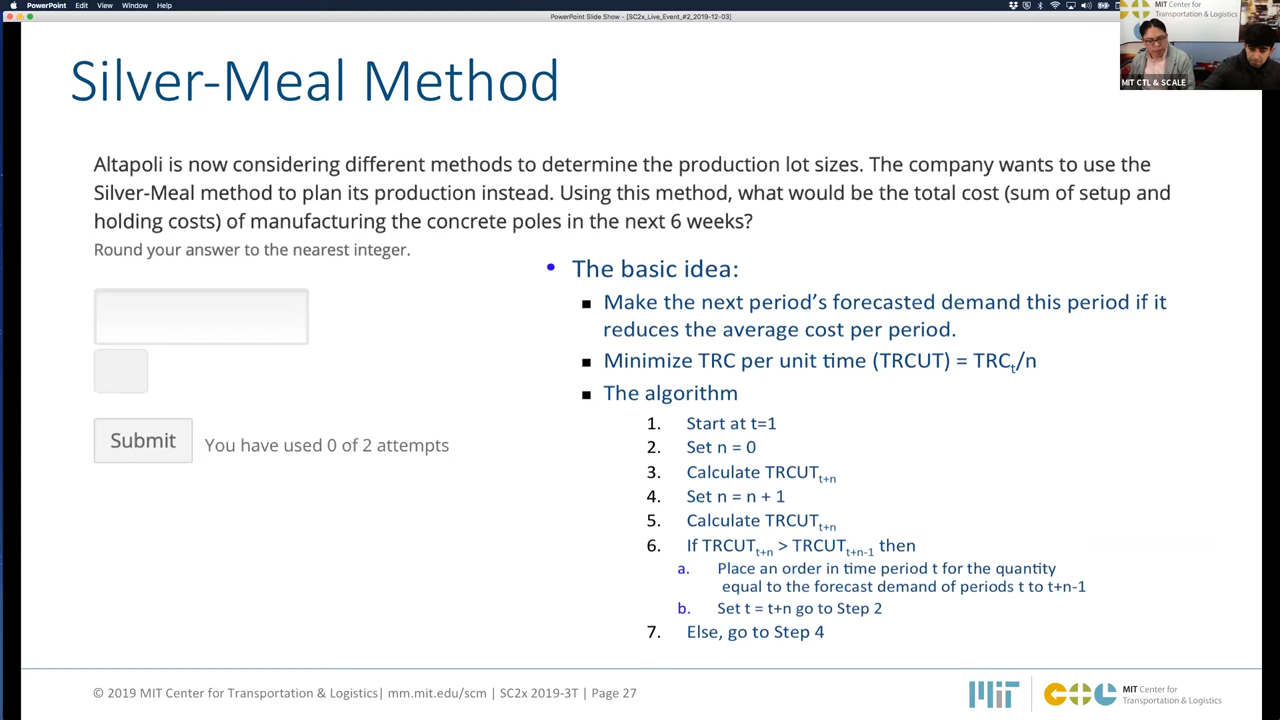 PowerPoint Edit View Window Help
PowerPoint Slide Show - [SC2x_Live_Event_#2_2019-12-03]
MIT Center for
Transportation & Logistics
MIT CTL & SCALE
Silver-Meal Method
Altapoli is now considering different methods to determine the production lot sizes. The company wants to use the
Silver-Meal method to plan its production instead. Using this method, what would be the total cost (sum of setup and
holding costs) of manufacturing the concrete poles in the next 6 weeks?
Round your answer to the nearest integer.
• The basic idea:
▪ Make the next period's forecasted demand this period if it
reduces the average cost per period.
▪ Minimize TRC per unit time (TRCUT) = TRCt/n
▪ The algorithm
1. Start at t=1
2. Set n = 0
3. Calculate TRCUTt+n
4. Set n = n + 1
5. Calculate TRCUTt+n
6. If TRCUTt+n > TRCUTt+n-1 then
a. Place an order in time period t for the quantity
equal to the forecast demand of periods t to t+n-1
b. Set t = t+n go to Step 2
7. Else, go to Step 4
Submit You have used 0 of 2 attempts
© 2019 MIT Center for Transportation & Logistics| mm.mit.edu/scm | SC2x 2019-3T | Page 27
MIT
CTL
MIT Center for
Transportation & Logistics